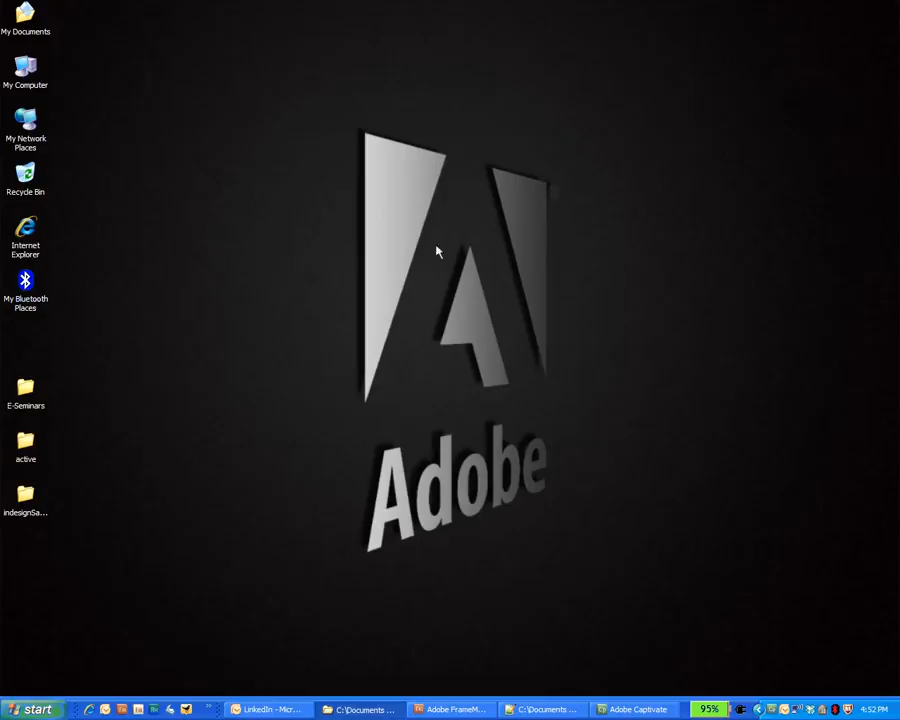 My Documents
My Computer
My Network
Places
Recycle Bin
Internet
Explorer
My Bluetooth
Places
E-Seminars
active
indesignSa...
Adobe
start
LinkedIn - Micr...
C:\Documents ...
Adobe FrameM...
C:\Documents ...
Adobe Captivate
95%
4:52 PM